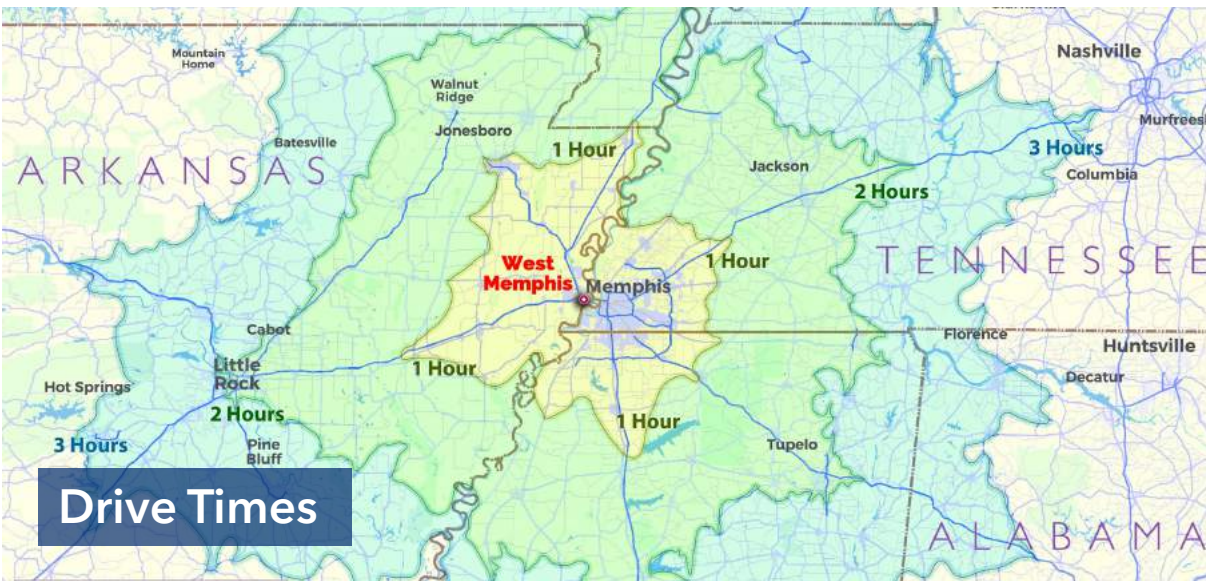 Nashville
Mountain
Home
Walnut
Ridge
Murfrees
Jonesboro
Batesville
1 Hour
3 Hours
ARKANSAS
Jackson
Columbia
2 Hours
TENNESSEE
West
Memphis
1 Hour
Memphis
Cabot
Florence
Huntsville
Little
Rock
1 Hour
Decatur
Hot Springs
2 Hours
1 Hour
3 Hours
Pine
Bluff
Tupelo
Drive Times
ALABAMA